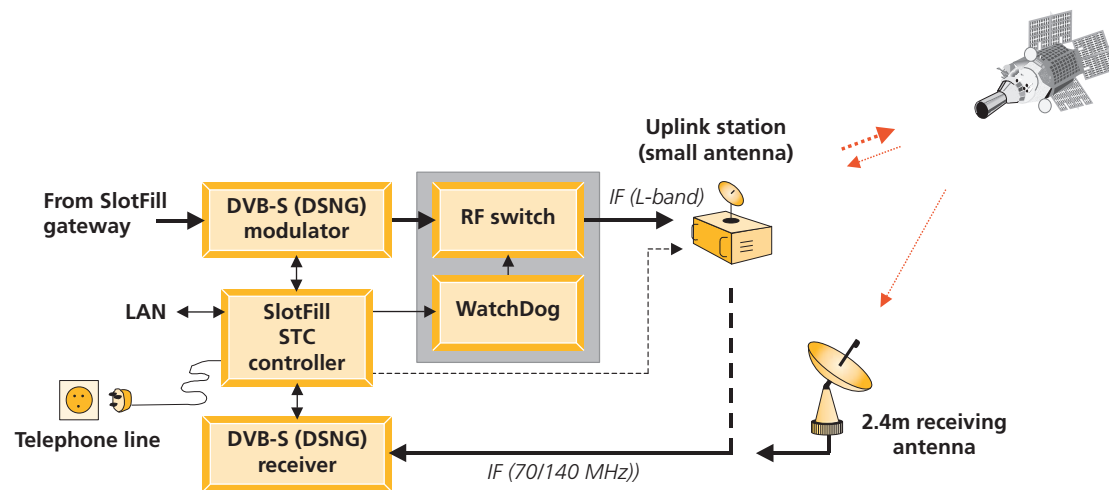 Uplink station
(small antenna)
From SlotFill
gateway
DVB-S (DSNG)
modulator
RF switch
IF (L-band)
LAN
SlotFill
STC
controller
WatchDog
Telephone line
DVB-S (DSNG)
receiver
IF (70/140 MHz))
2.4m receiving
antenna